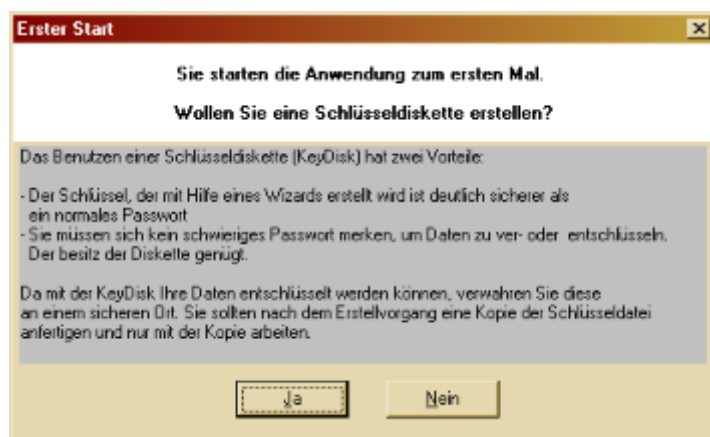 Erster Start
Sie starten die Anwendung zum ersten Mal.
Wollen Sie eine Schlüsseldiskette erstellen?
Das Benutzen einer Schlüsseldiskette (KeyDisk) hat zwei Vorteile:
- Der Schlüssel, der mit Hilfe eines Wizards erstellt wird ist deutlich sicherer als
ein normales Passwort
- Sie müssen sich kein schwieriges Passwort merken, um Daten zu ver- oder entschlüsseln.
Der besitz der Diskette genügt.
Da mit der KeyDisk Ihre Daten entschlüsselt werden können, verwahren Sie diese
an einem sicheren Ort. Sie sollten nach dem Erstellvorgang eine Kopie der Schlüsseldatei
anfertigen und nur mit der Kopie arbeiten.
Ja
Nein